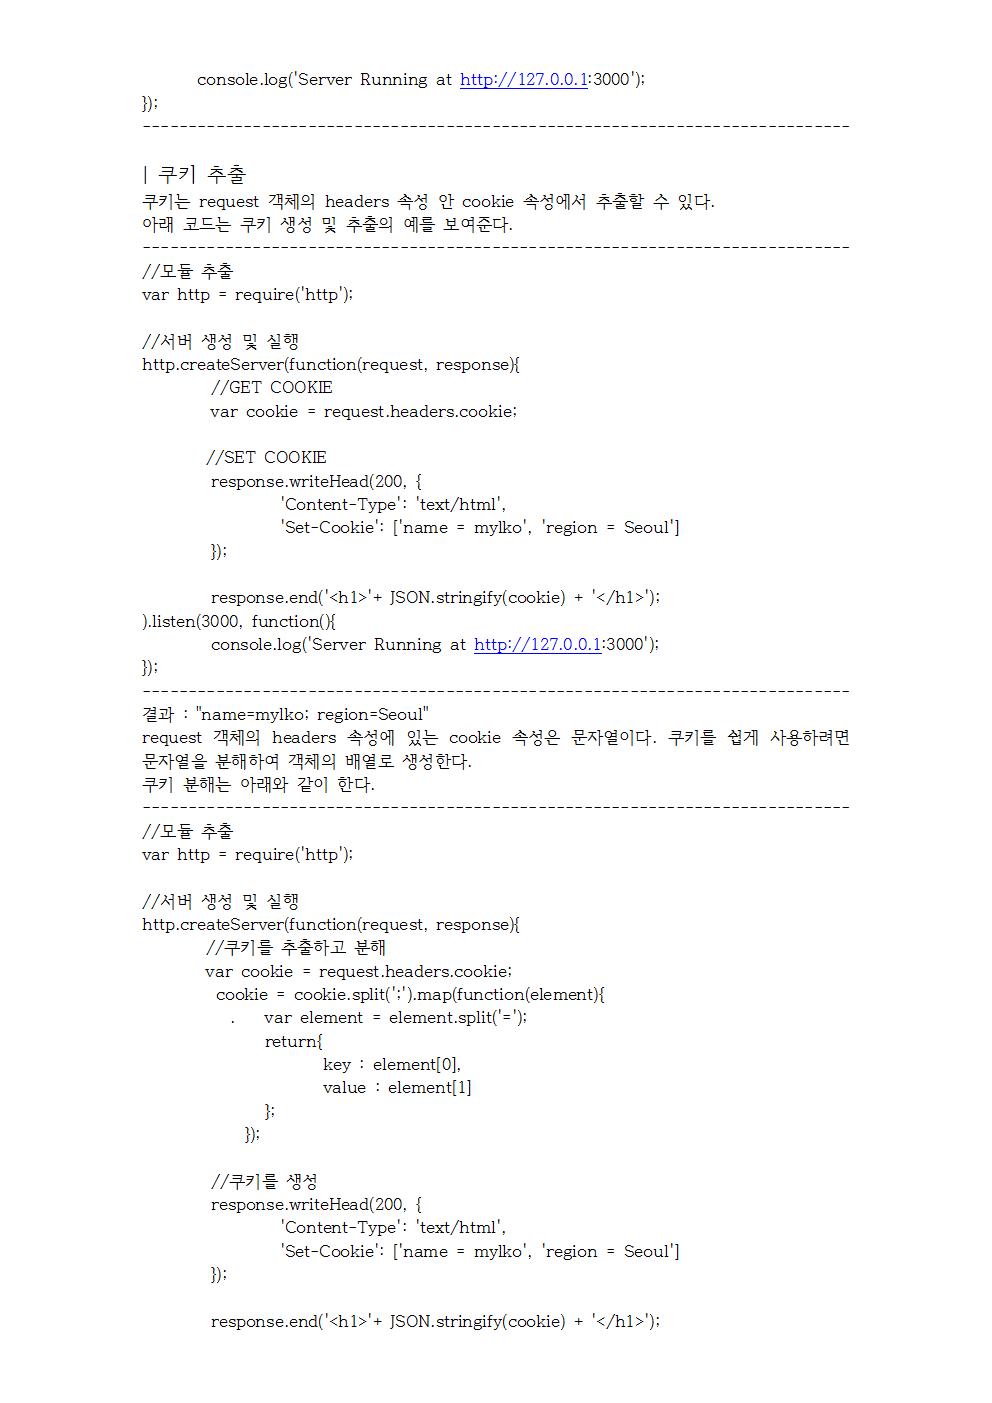 console.log('Server Running at http://127.0.0.1:3000');
});
------------------------------------------------------------------------------
| 쿠키 추출
쿠키는 request 객체의 headers 속성 안 cookie 속성에서 추출할 수 있다.
아래 코드는 쿠키 생성 및 추출의 예를 보여준다.
------------------------------------------------------------------------------
//모듈 추출
var http = require('http');
//서버 생성 및 실행
http.createServer(function(request, response){
//GET COOKIE
var cookie = request.headers.cookie;
//SET COOKIE
response.writeHead(200, {
'Content-Type': 'text/html',
'Set-Cookie': ['name = mylko', 'region = Seoul']
});
response.end('<h1>'+ JSON.stringify(cookie) + '</h1>');
).listen(3000, function(){
console.log('Server Running at http://127.0.0.1:3000');
});
------------------------------------------------------------------------------
결과 : "name=mylko; region=Seoul"
request 객체의 headers 속성에 있는 cookie 속성은 문자열이다. 쿠키를 쉽게 사용하려면
문자열을 분해하여 객체의 배열로 생성한다.
쿠키 분해는 아래와 같이 한다.
------------------------------------------------------------------------------
//모듈 추출
var http = require('http');
//서버 생성 및 실행
http.createServer(function(request, response){
//쿠키를 추출하고 분해
var cookie = request.headers.cookie;
cookie = cookie.split(';').map(function(element){
. var element = element.split('=');
return{
key : element[0],
value : element[1]
};
});
//쿠키를 생성
response.writeHead(200, {
'Content-Type': 'text/html',
'Set-Cookie': ['name = mylko', 'region = Seoul']
});
response.end('<h1>'+ JSON.stringify(cookie) + '</h1>');